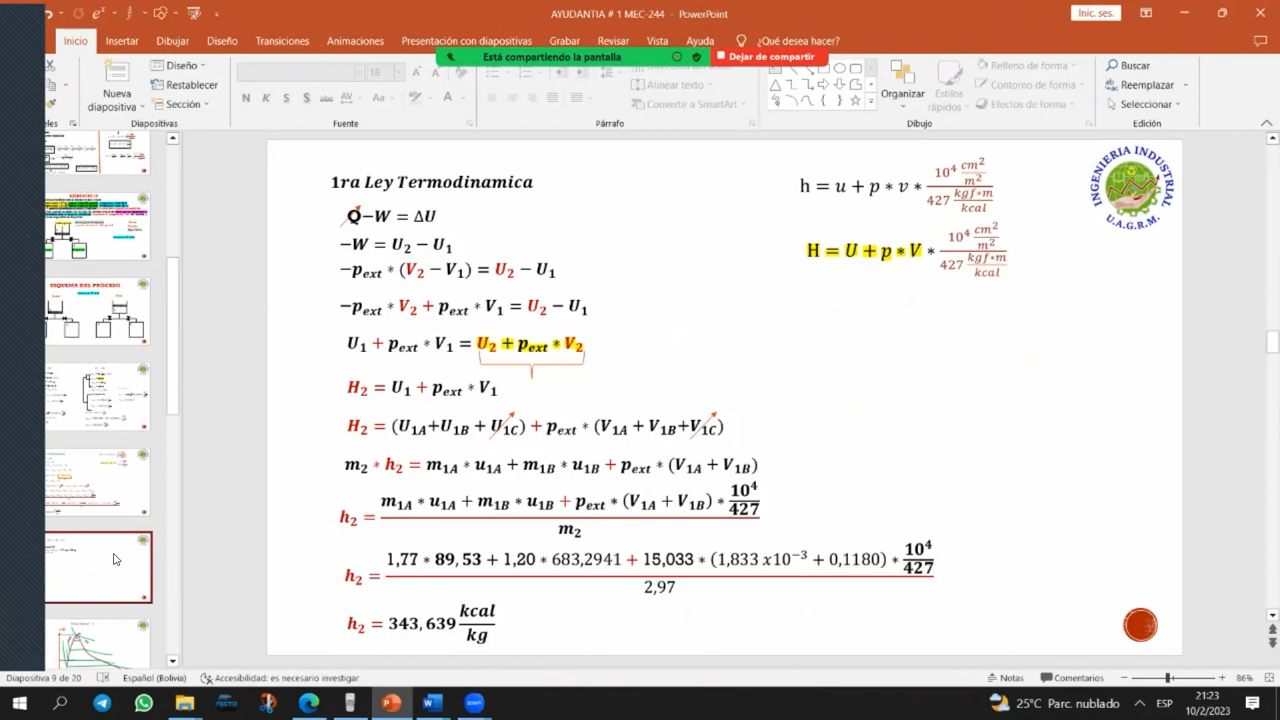 AYUDANTIA # 1 MEC-244 - PowerPoint
Inic. ses.
Inicio Insertar Dibujar Diseño Transiciones Animaciones Presentación con diapositivas Grabar Revisar Vista Ayuda ¿Qué desea hacer?
Está compartiendo la pantalla
Dejar de compartir
Nueva diapositiva
Diseño
Restablecer
Sección
18
N K S S abc AV Aa A
Alinear texto
Convertir a SmartArt
Organizar
Estilos rápidos
Relleno de forma
Contorno de forma
Efectos de forma
Buscar
Reemplazar
Seleccionar
eles
Diapositivas
Fuente
Párrafo
Dibujo
Edición
ESQUEMA DEL PROCESO
1ra Ley Termodinamica
Q−W = ΔU
−W = U₂ − U₁
−pₑₓₜ * (V₂ − V₁) = U₂ − U₁
−pₑₓₜ * V₂ + pₑₓₜ * V₁ = U₂ − U₁
U₁ + pₑₓₜ * V₁ = U₂ + pₑₓₜ * V₂
H₂ = U₁ + pₑₓₜ * V₁
H₂ = (U₁A+U₁B + U₁C) + pₑₓₜ * (V₁A + V₁B+V₁C)
m₂ * h₂ = m₁A * u₁A + m₁B * u₁B + pₑₓₜ * (V₁A + V₁B)
h₂ = m₁A * u₁A + m₁B * u₁B + pₑₓₜ * (V₁A + V₁B) * 10⁴/427
m₂
h₂ = 1,77 * 89,53 + 1,20 * 683,2941 + 15,033 * (1,833 x10⁻³ + 0,1180) * 10⁴/427
2,97
h₂ = 343,639 kcal/kg
h = u + p * v * 10⁴ cm²/m² / 427 kgf*m/kcal
H = U + p * V * 10⁴ cm²/m² / 427 kgf*m/kcal
INGENIERIA INDUSTRIAL
U.A.G.R.M.
Diapositiva 9 de 20
Español (Bolivia)
Accesibilidad: es necesario investigar
Notas
Comentarios
86%
25°C Parc. nublado
ESP
21:23
10/2/2023